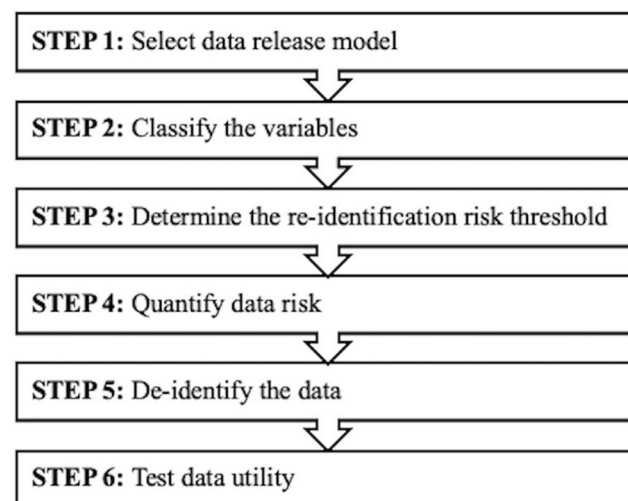 STEP 1: Select data release model
STEP 2: Classify the variables
STEP 3: Determine the re-identification risk threshold
STEP 4: Quantify data risk
STEP 5: De-identify the data
STEP 6: Test data utility